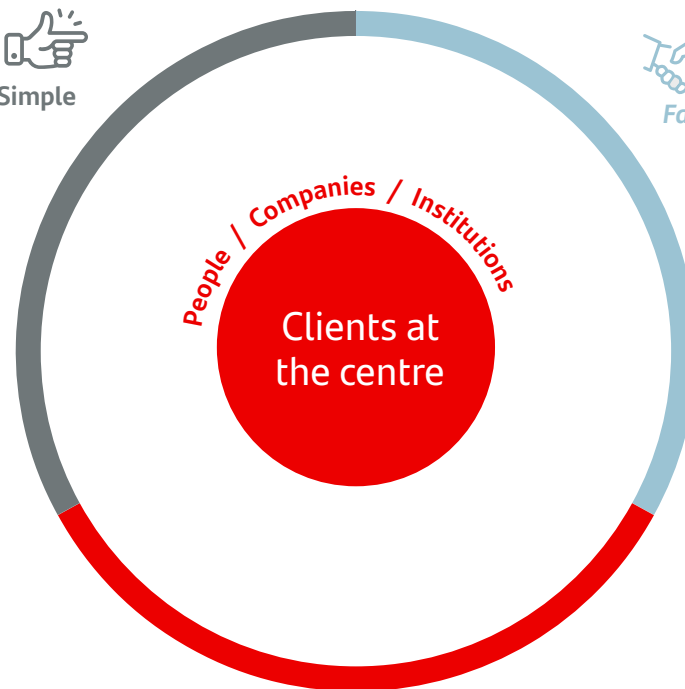 Simple
People / Companies / Institutions
Clients at
the centre